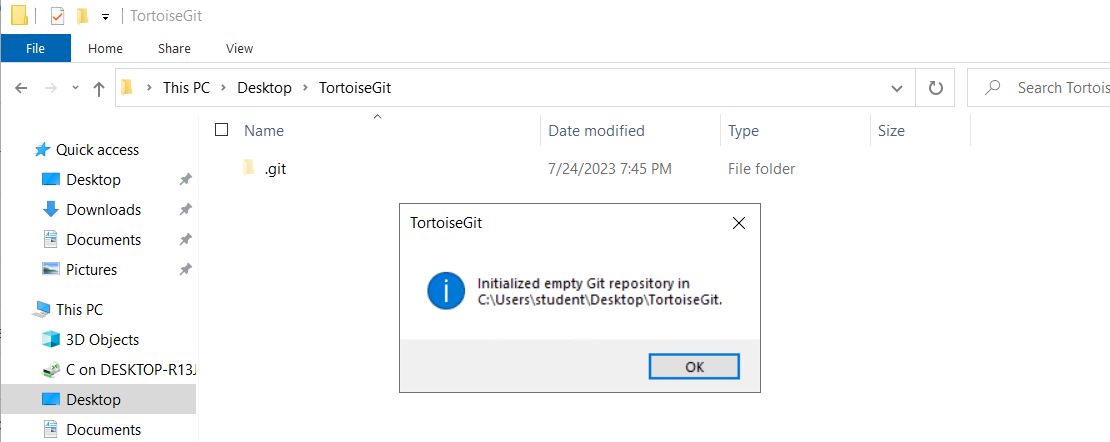 TortoiseGit
File Home Share View
This PC Desktop TortoiseGit
Search Tortois
Name Date modified Type Size
Quick access
.git 7/24/2023 7:45 PM File folder
Desktop
Downloads
Documents
Pictures
This PC
3D Objects
C on DESKTOP-R13J
Desktop
Documents
TortoiseGit
Initialized empty Git repository in
C:\Users\student\Desktop\TortoiseGit.
OK